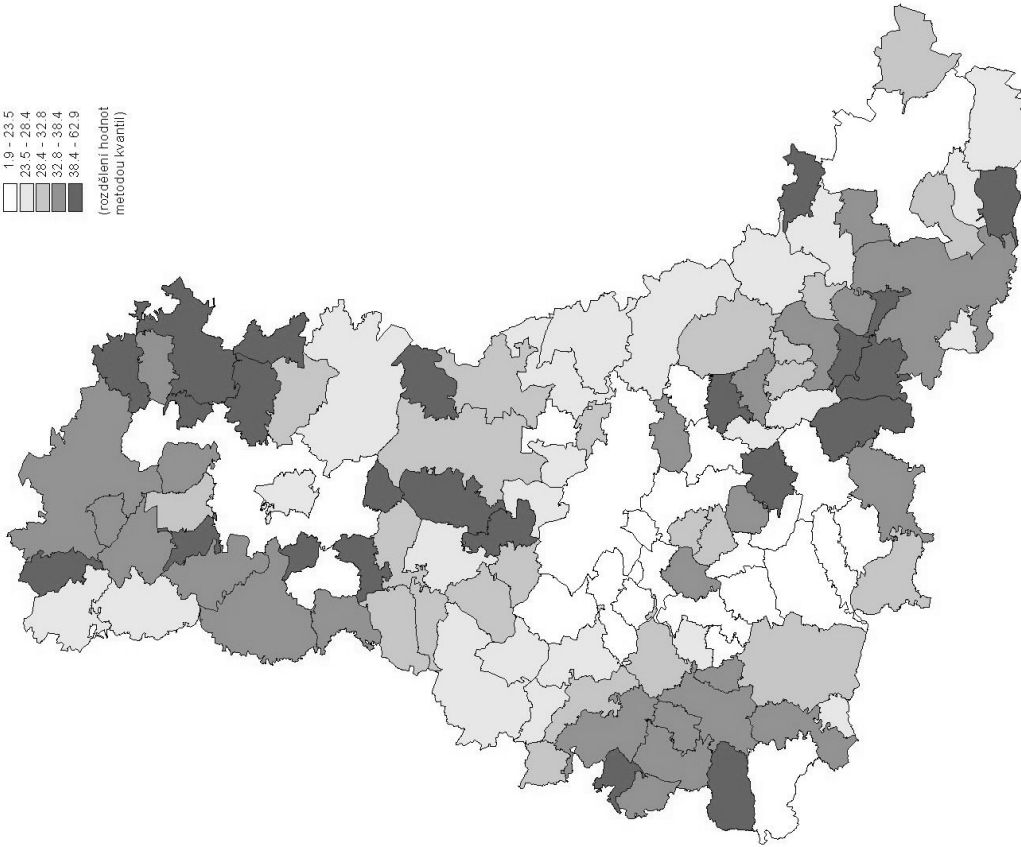 1.9 - 23.5
23.5 - 28.4
28.4 - 32.8
32.8 - 38.4
38.4 - 62.9
(rozdělení hodnot
metodou kvantil)